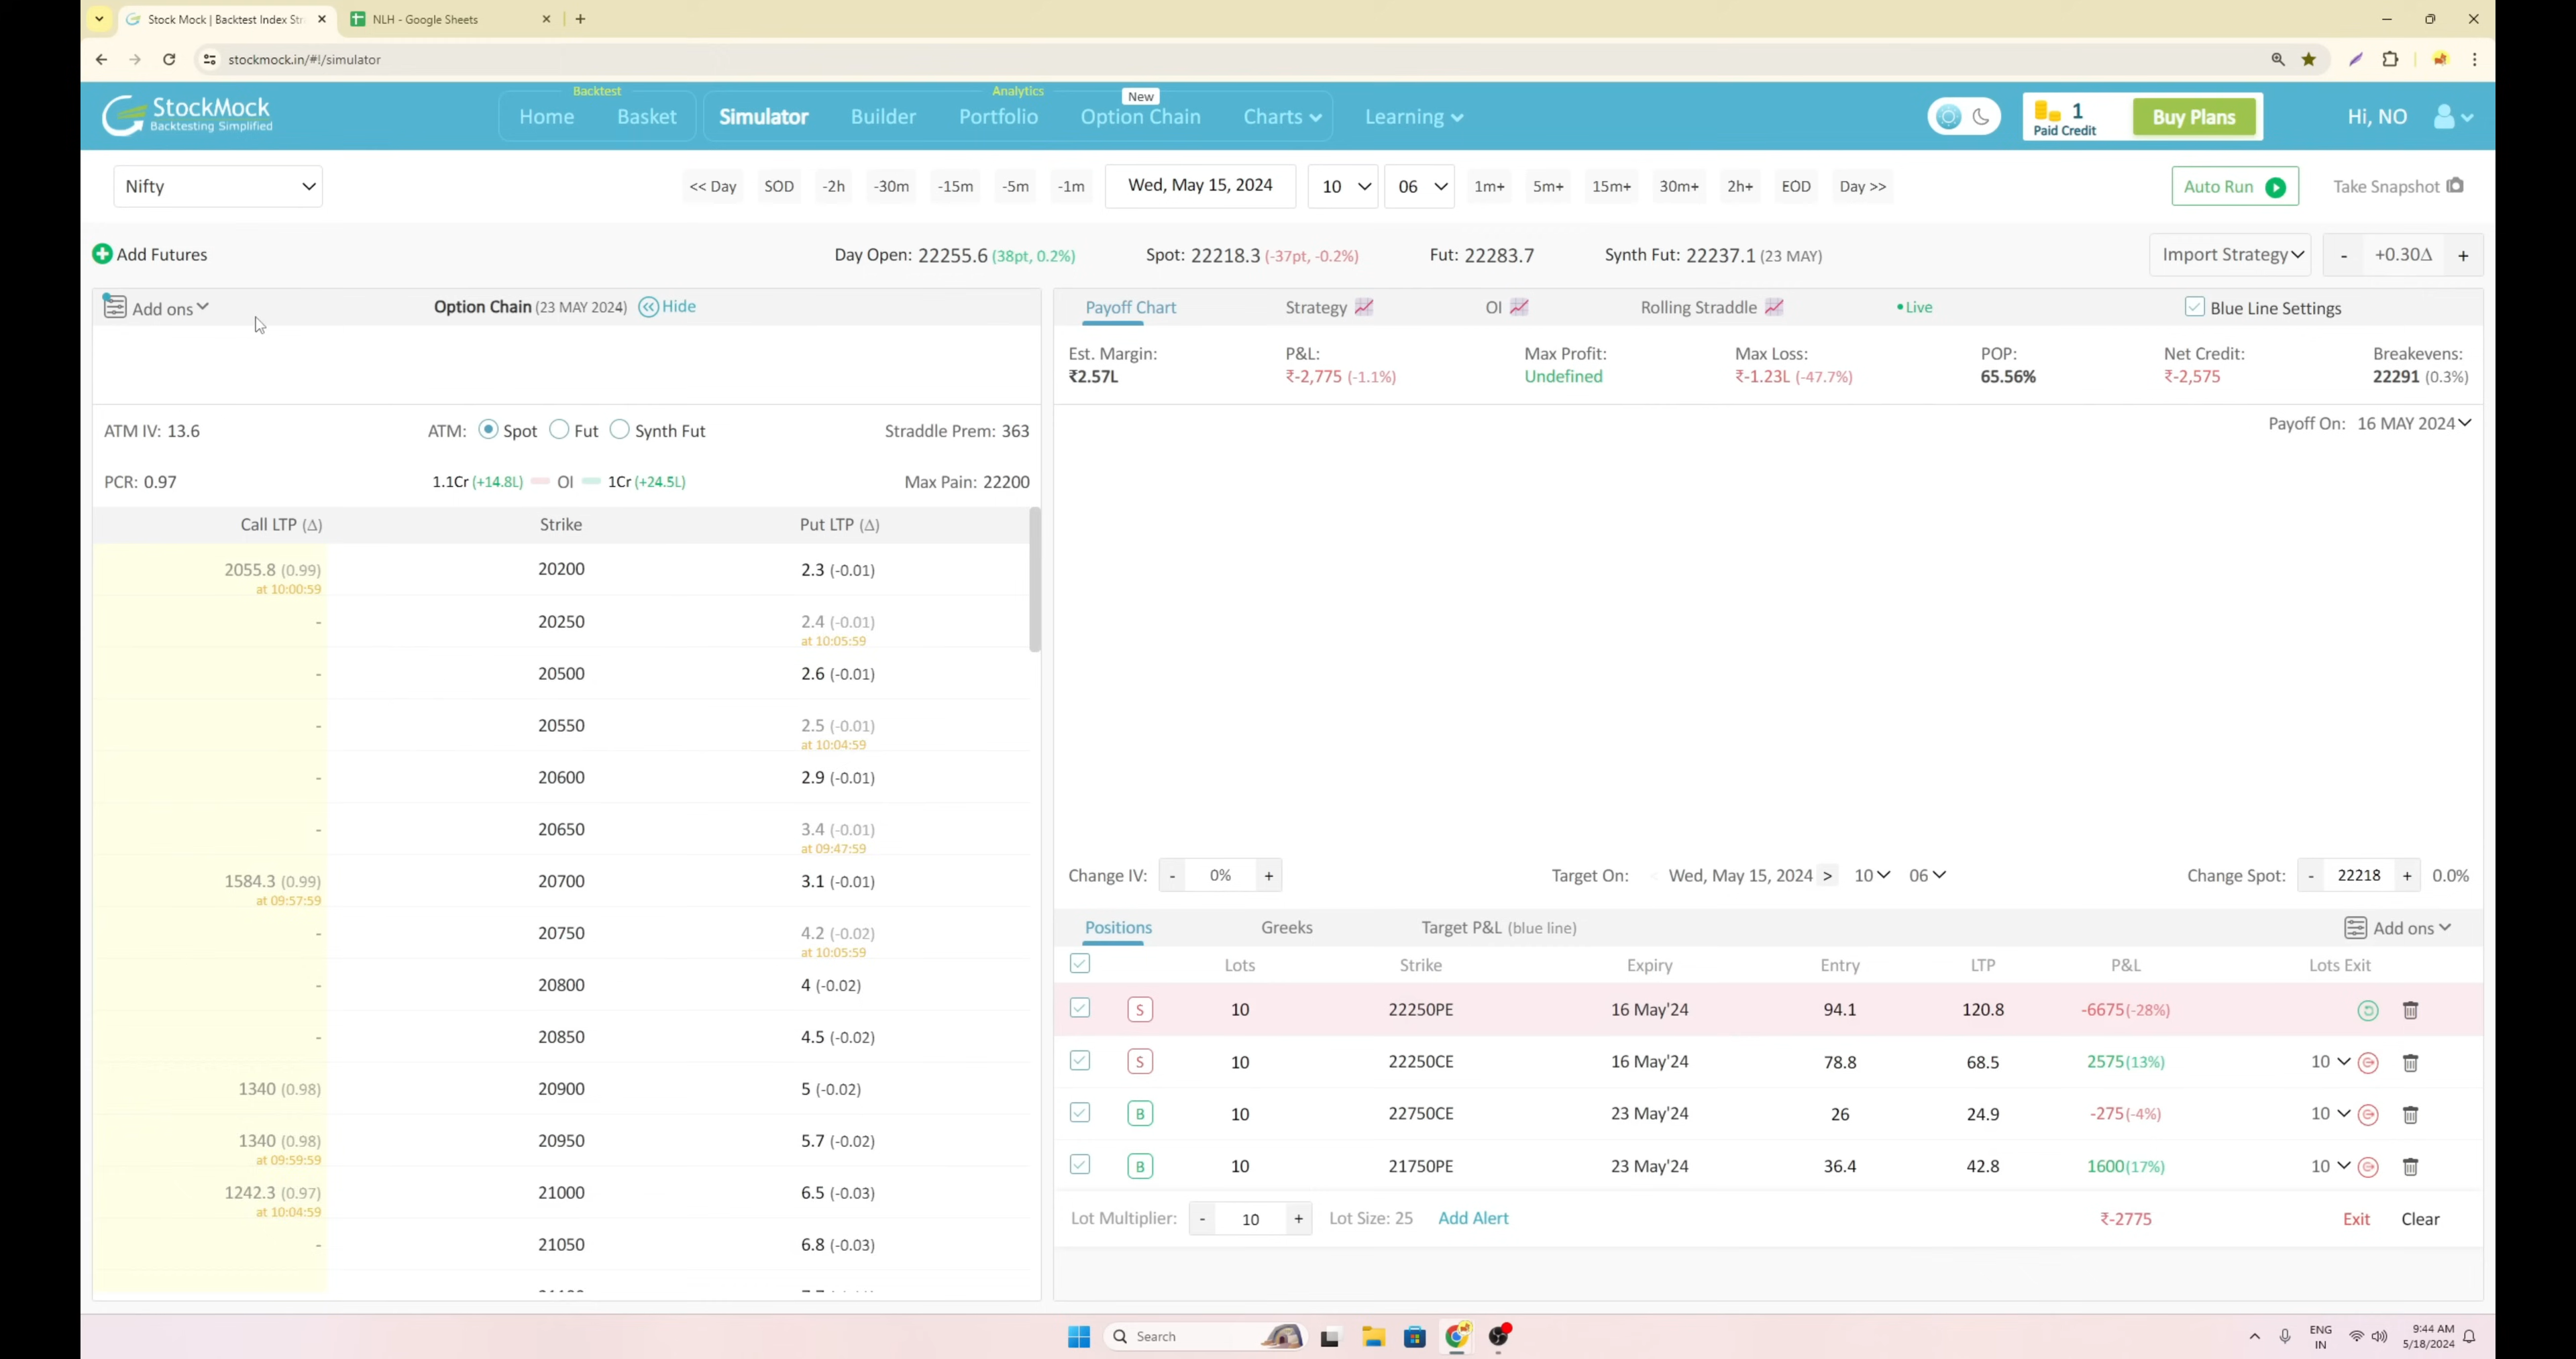 Stock Mock | Backtest Index Str
NLH - Google Sheets
stockmock.in/#!/simulator
StockMock
Backtesting Simplified
Backtest
Home Basket
Analytics
Simulator Builder Portfolio Option Chain Charts
New
Learning
1
Paid Credit
Buy Plans
Hi, NO
Nifty
<< Day SOD -2h -30m -15m -5m -1m Wed, May 15, 2024 10 06 1m+ 5m+ 15m+ 30m+ 2h+ EOD Day >>
Auto Run
Take Snapshot
Add Futures
Day Open: 22255.6 (38pt, 0.2%) Spot: 22218.3 (-37pt, -0.2%) Fut: 22283.7 Synth Fut: 22237.1 (23 MAY)
Import Strategy
- +0.30Δ +
Add ons Option Chain (23 MAY 2024) Hide
ATM IV: 13.6 ATM: Spot Fut Synth Fut Straddle Prem: 363
PCR: 0.97 1.1Cr (+14.8L) OI 1Cr (+24.5L) Max Pain: 22200
Call LTP (Δ) Strike Put LTP (Δ)
2055.8 (0.99) 20200 2.3 (-0.01)
at 10:00:59
- 20250 2.4 (-0.01)
at 10:05:59
- 20500 2.6 (-0.01)
- 20550 2.5 (-0.01)
at 10:04:59
- 20600 2.9 (-0.01)
- 20650 3.4 (-0.01)
at 09:47:59
1584.3 (0.99) 20700 3.1 (-0.01)
at 09:57:59
- 20750 4.2 (-0.02)
at 10:05:59
- 20800 4 (-0.02)
- 20850 4.5 (-0.02)
1340 (0.98) 20900 5 (-0.02)
1340 (0.98) 20950 5.7 (-0.02)
at 09:59:59
1242.3 (0.97) 21000 6.5 (-0.03)
at 10:04:59
- 21050 6.8 (-0.03)
Payoff Chart Strategy OI Rolling Straddle Live Blue Line Settings
Est. Margin: P&L: Max Profit: Max Loss: POP: Net Credit: Breakevens:
₹2.57L ₹-2,775 (-1.1%) Undefined ₹-1.23L (-47.7%) 65.56% ₹-2,575 22291 (0.3%)
Payoff On: 16 MAY 2024
Change IV: - 0% + Target On: < Wed, May 15, 2024 > 10 06 Change Spot: - 22218 + 0.0%
Positions Greeks Target P&L (blue line) Add ons
Lots Strike Expiry Entry LTP P&L Lots Exit
S 10 22250PE 16 May'24 94.1 120.8 -6675(-28%)
S 10 22250CE 16 May'24 78.8 68.5 2575(13%) 10
B 10 22750CE 23 May'24 26 24.9 -275(-4%) 10
B 10 21750PE 23 May'24 36.4 42.8 1600(17%) 10
Lot Multiplier: - 10 + Lot Size: 25 Add Alert ₹-2775 Exit Clear
Search
ENG
IN
9:44 AM
5/18/2024